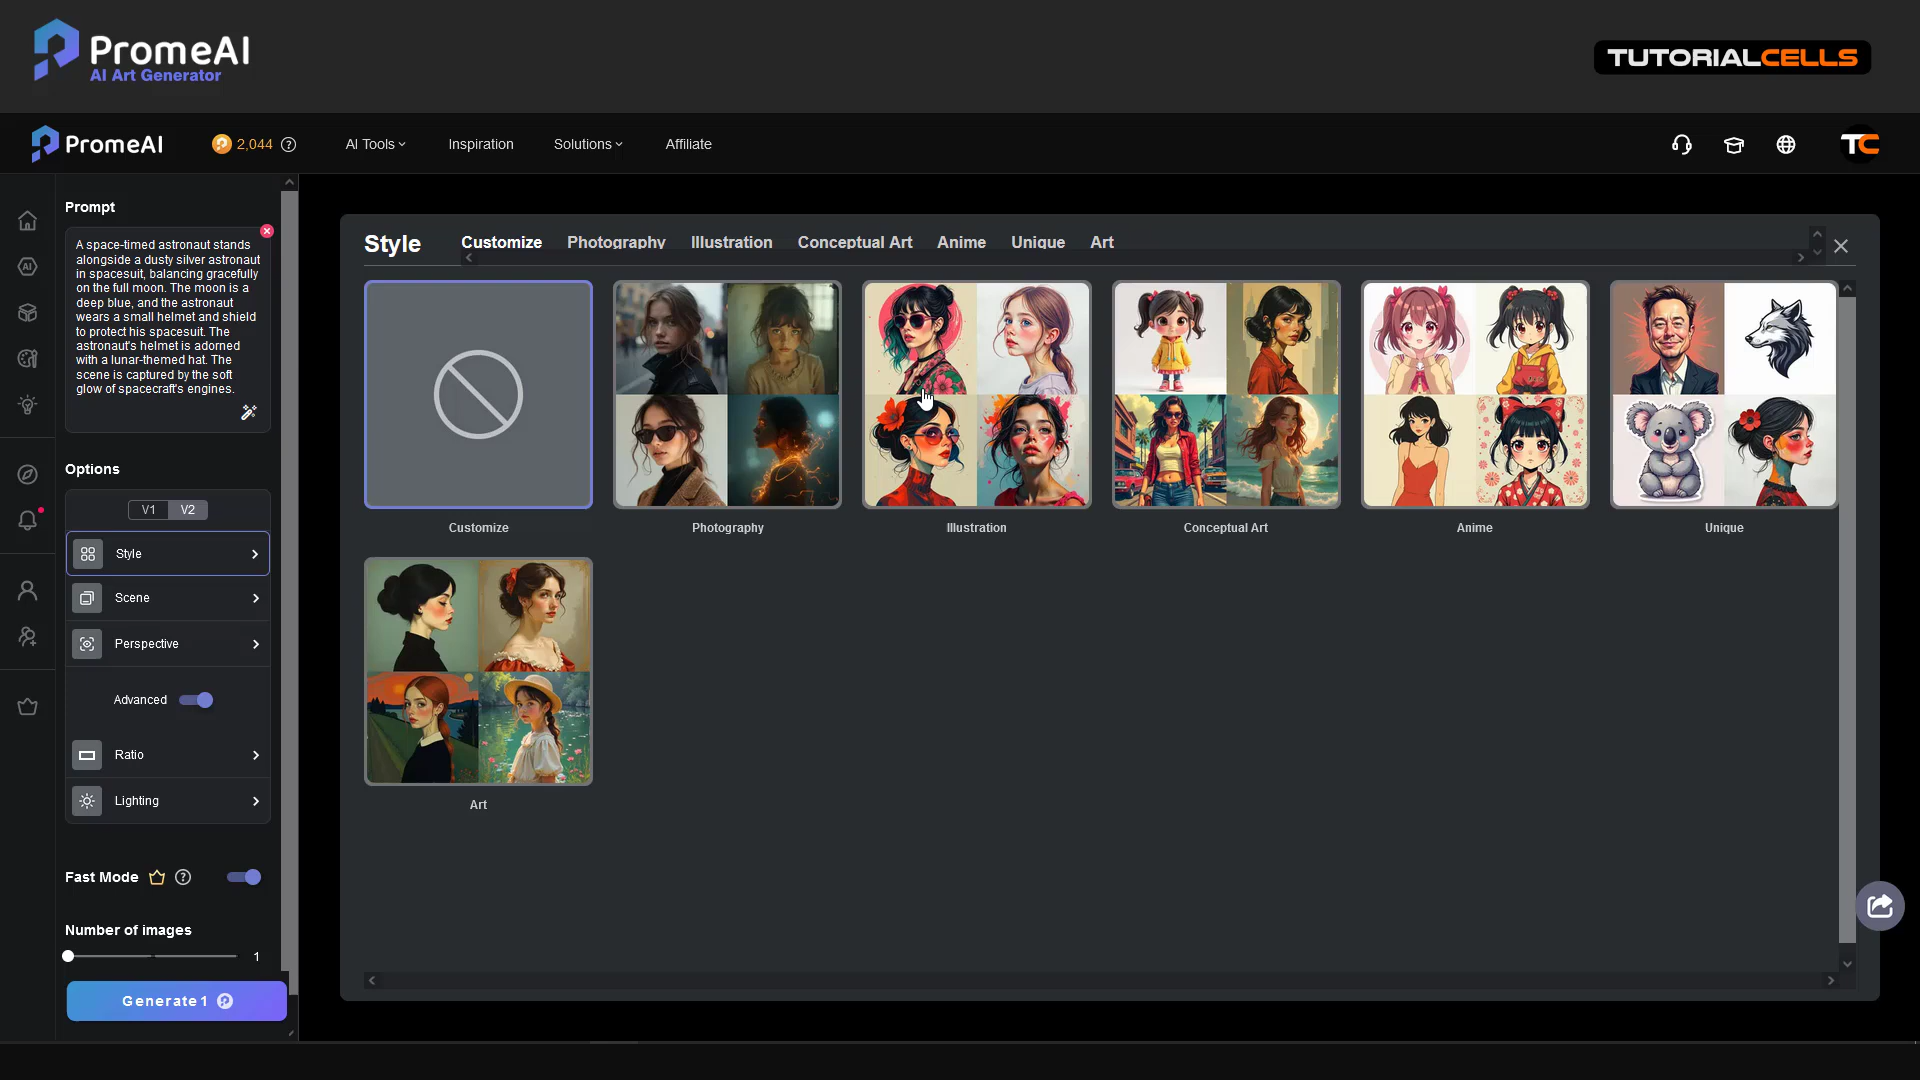 PromeAI
AI Art Generator
TUTORIALCELLS
PromeAI
2,044
AI Tools
Inspiration
Solutions
Affiliate
TC
Prompt
A space-timed astronaut stands
alongside a dusty silver astronaut
in spacesuit, balancing gracefully
on the full moon. The moon is a
deep blue, and the astronaut
wears a small helmet and shield
to protect his spacesuit. The
astronaut's helmet is adorned
with a lunar-themed hat. The
scene is captured by the soft
glow of spacecraft's engines.
Options
V1 V2
Style
Scene
Perspective
Advanced
Ratio
Lighting
Fast Mode
Number of images
1
Generate 1
Style
Customize
Photography
Illustration
Conceptual Art
Anime
Unique
Art
Customize
Photography
Illustration
Conceptual Art
Anime
Unique
Art